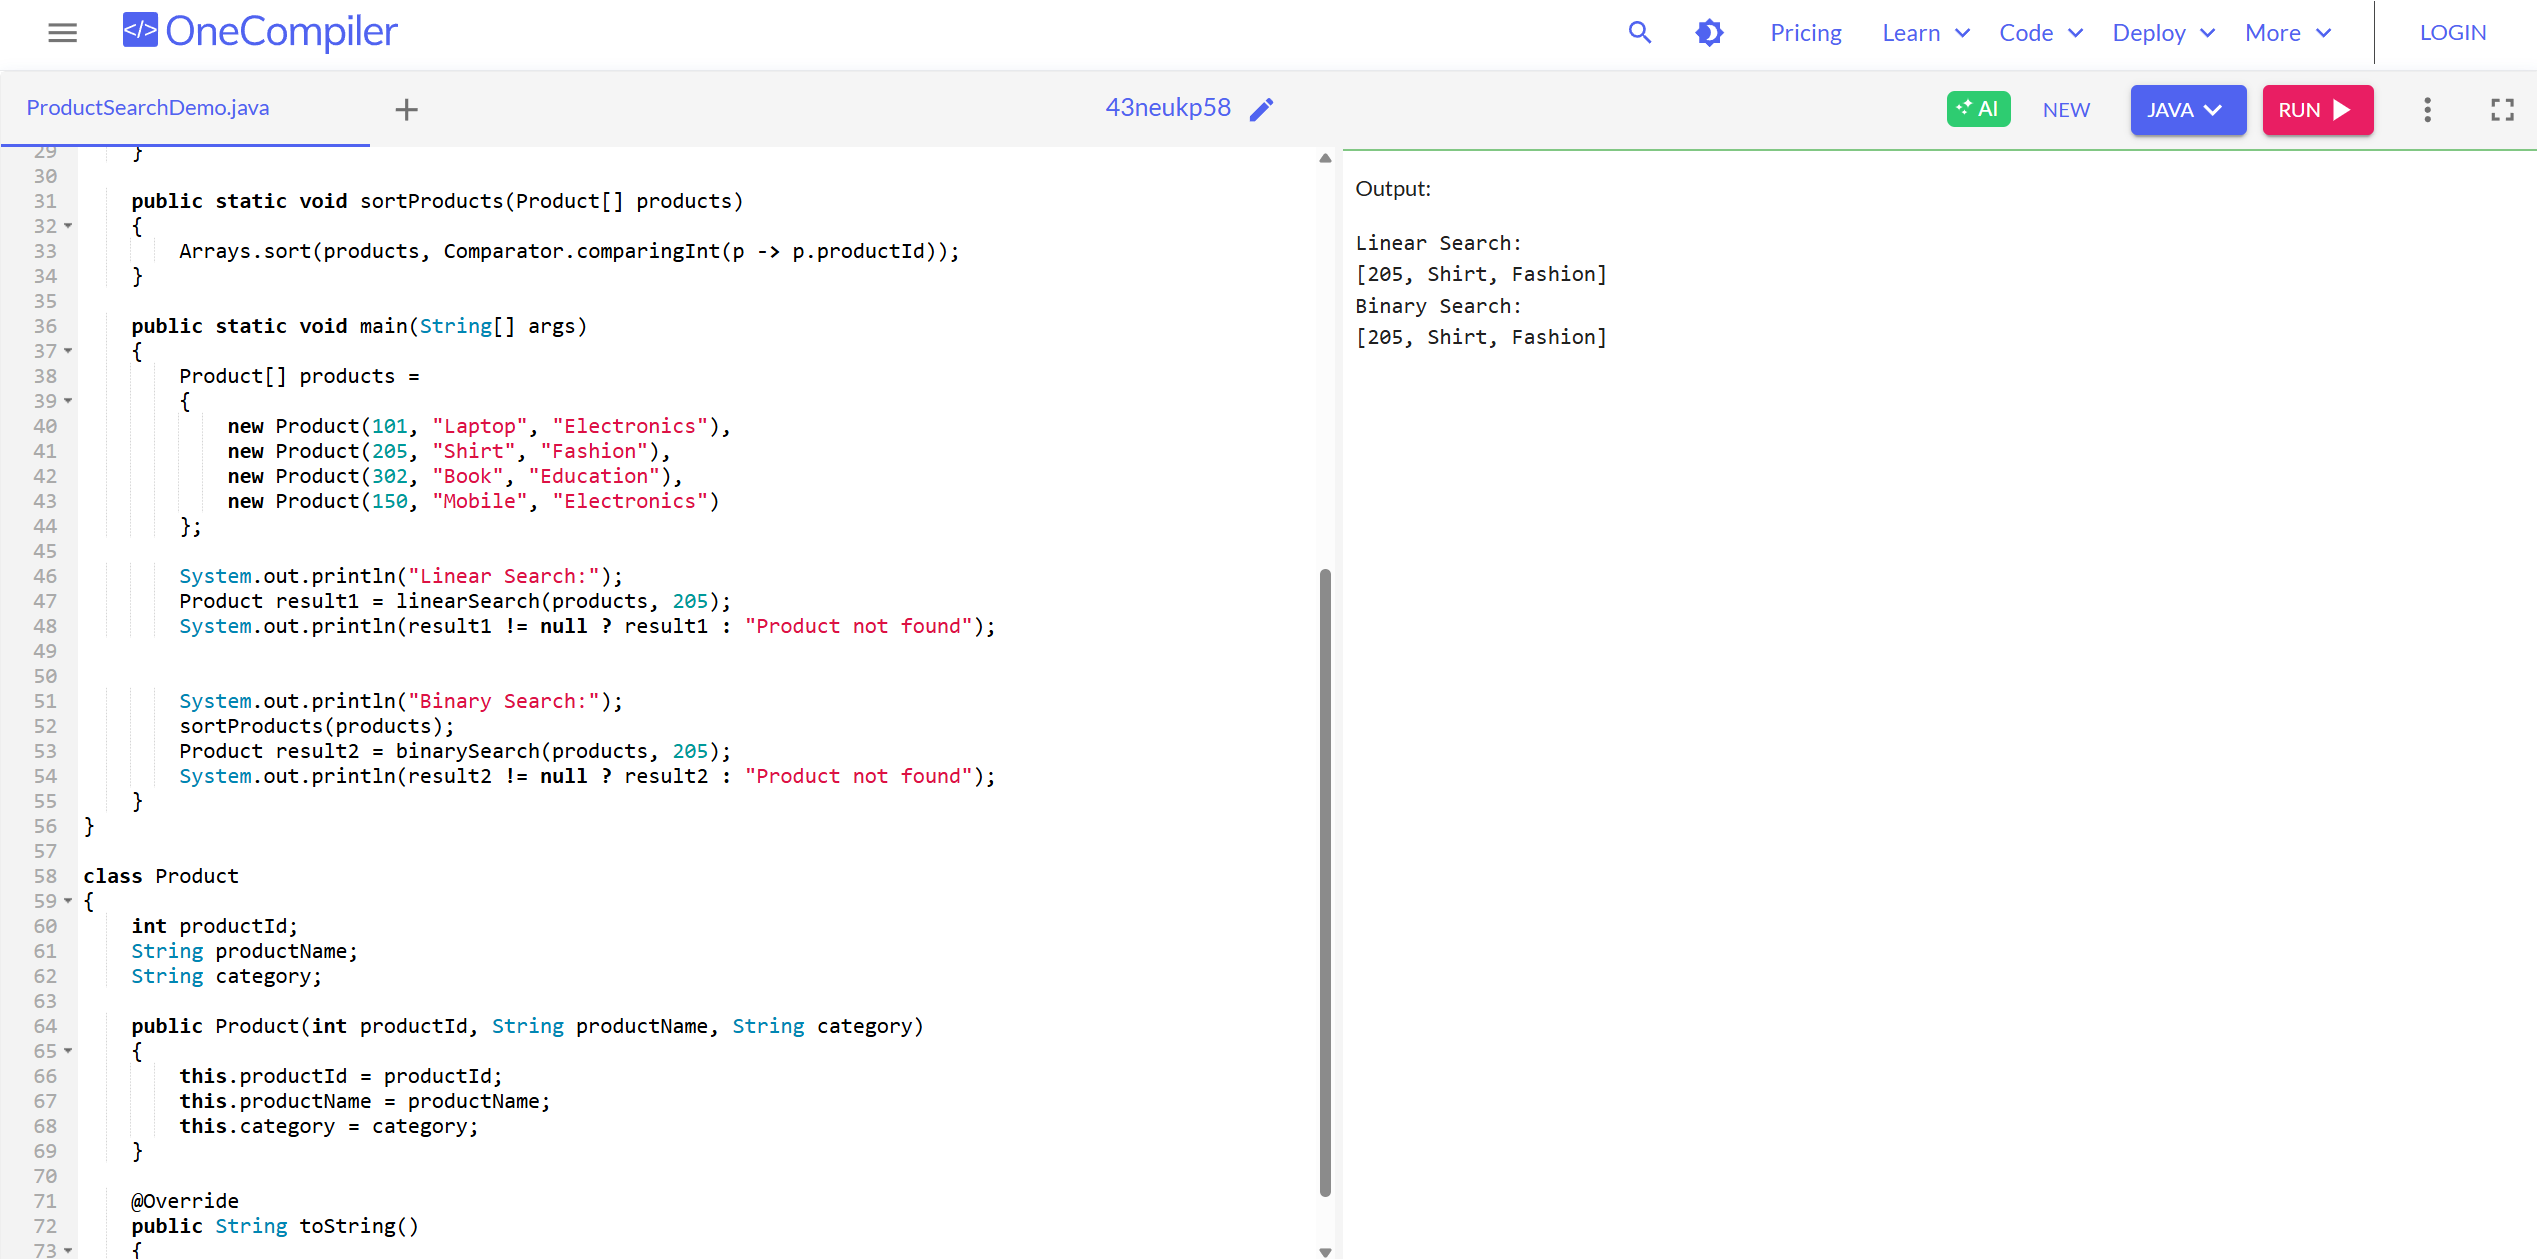 </> OneCompiler
Pricing
Learn
Code
Deploy
More
LOGIN
ProductSearchDemo.java
+
43neukp58
AI
NEW
JAVA
RUN
29     }
30
31     public static void sortProducts(Product[] products)
32     {
33         Arrays.sort(products, Comparator.comparingInt(p -> p.productId));
34     }
35
36     public static void main(String[] args)
37     {
38         Product[] products =
39         {
40             new Product(101, "Laptop", "Electronics"),
41             new Product(205, "Shirt", "Fashion"),
42             new Product(302, "Book", "Education"),
43             new Product(150, "Mobile", "Electronics")
44         };
45
46         System.out.println("Linear Search:");
47         Product result1 = linearSearch(products, 205);
48         System.out.println(result1 != null ? result1 : "Product not found");
49
50
51         System.out.println("Binary Search:");
52         sortProducts(products);
53         Product result2 = binarySearch(products, 205);
54         System.out.println(result2 != null ? result2 : "Product not found");
55     }
56 }
57
58 class Product
59 {
60     int productId;
61     String productName;
62     String category;
63
64     public Product(int productId, String productName, String category)
65     {
66         this.productId = productId;
67         this.productName = productName;
68         this.category = category;
69     }
70
71     @Override
72     public String toString()
73     {
Output:
Linear Search:
[205, Shirt, Fashion]
Binary Search:
[205, Shirt, Fashion]